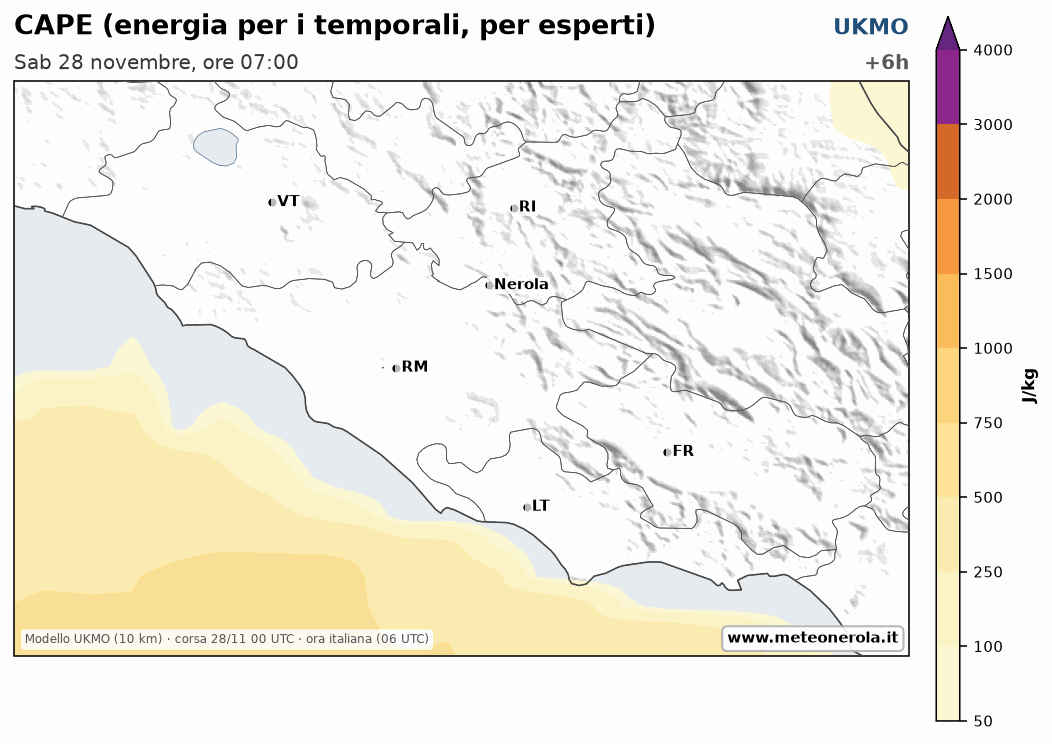 CAPE (energia per i temporali, per esperti)
UKMO
Sab 28 novembre, ore 07:00
+6h
VT
RI
Nerola
RM
FR
LT
Modello UKMO (10 km) · corsa 28/11 00 UTC · ora italiana (06 UTC)
www.meteonerola.it
4000
3000
2000
1500
1000
750
500
250
100
50
J/kg